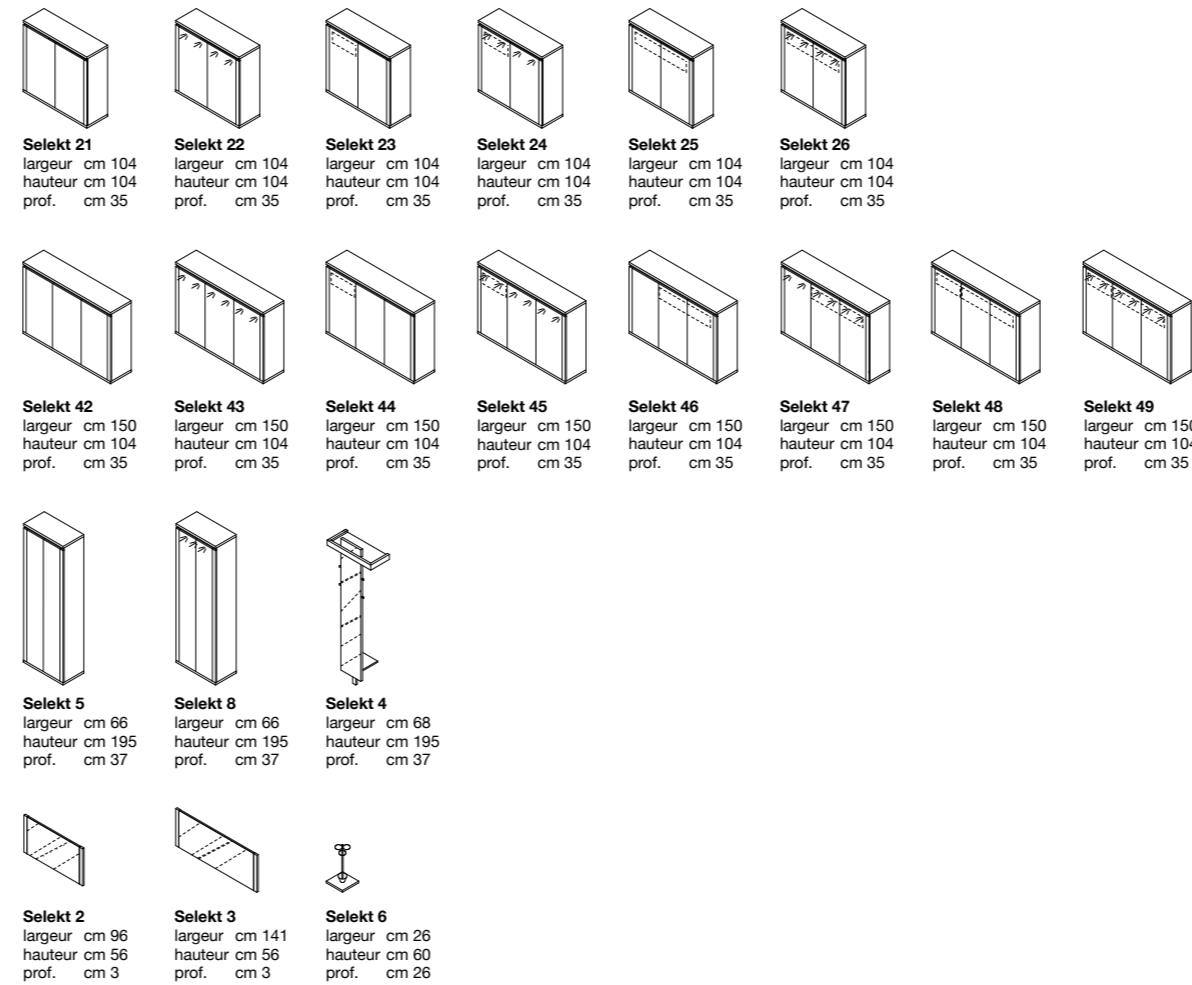 Selekt 21
largeur cm 104
hauteur cm 104
prof. cm 35
Selekt 22
largeur cm 104
hauteur cm 104
prof. cm 35
Selekt 23
largeur cm 104
hauteur cm 104
prof. cm 35
Selekt 24
largeur cm 104
hauteur cm 104
prof. cm 35
Selekt 25
largeur cm 104
hauteur cm 104
prof. cm 35
Selekt 26
largeur cm 104
hauteur cm 104
prof. cm 35
Selekt 42
largeur cm 150
hauteur cm 104
prof. cm 35
Selekt 43
largeur cm 150
hauteur cm 104
prof. cm 35
Selekt 44
largeur cm 150
hauteur cm 104
prof. cm 35
Selekt 45
largeur cm 150
hauteur cm 104
prof. cm 35
Selekt 46
largeur cm 150
hauteur cm 104
prof. cm 35
Selekt 47
largeur cm 150
hauteur cm 104
prof. cm 35
Selekt 48
largeur cm 150
hauteur cm 104
prof. cm 35
Selekt 49
largeur cm 150
hauteur cm 104
prof. cm 35
Selekt 5
largeur cm 66
hauteur cm 195
prof. cm 37
Selekt 8
largeur cm 66
hauteur cm 195
prof. cm 37
Selekt 4
largeur cm 68
hauteur cm 195
prof. cm 37
Selekt 2
largeur cm 96
hauteur cm 56
prof. cm 3
Selekt 3
largeur cm 141
hauteur cm 56
prof. cm 3
Selekt 6
largeur cm 26
hauteur cm 60
prof. cm 26